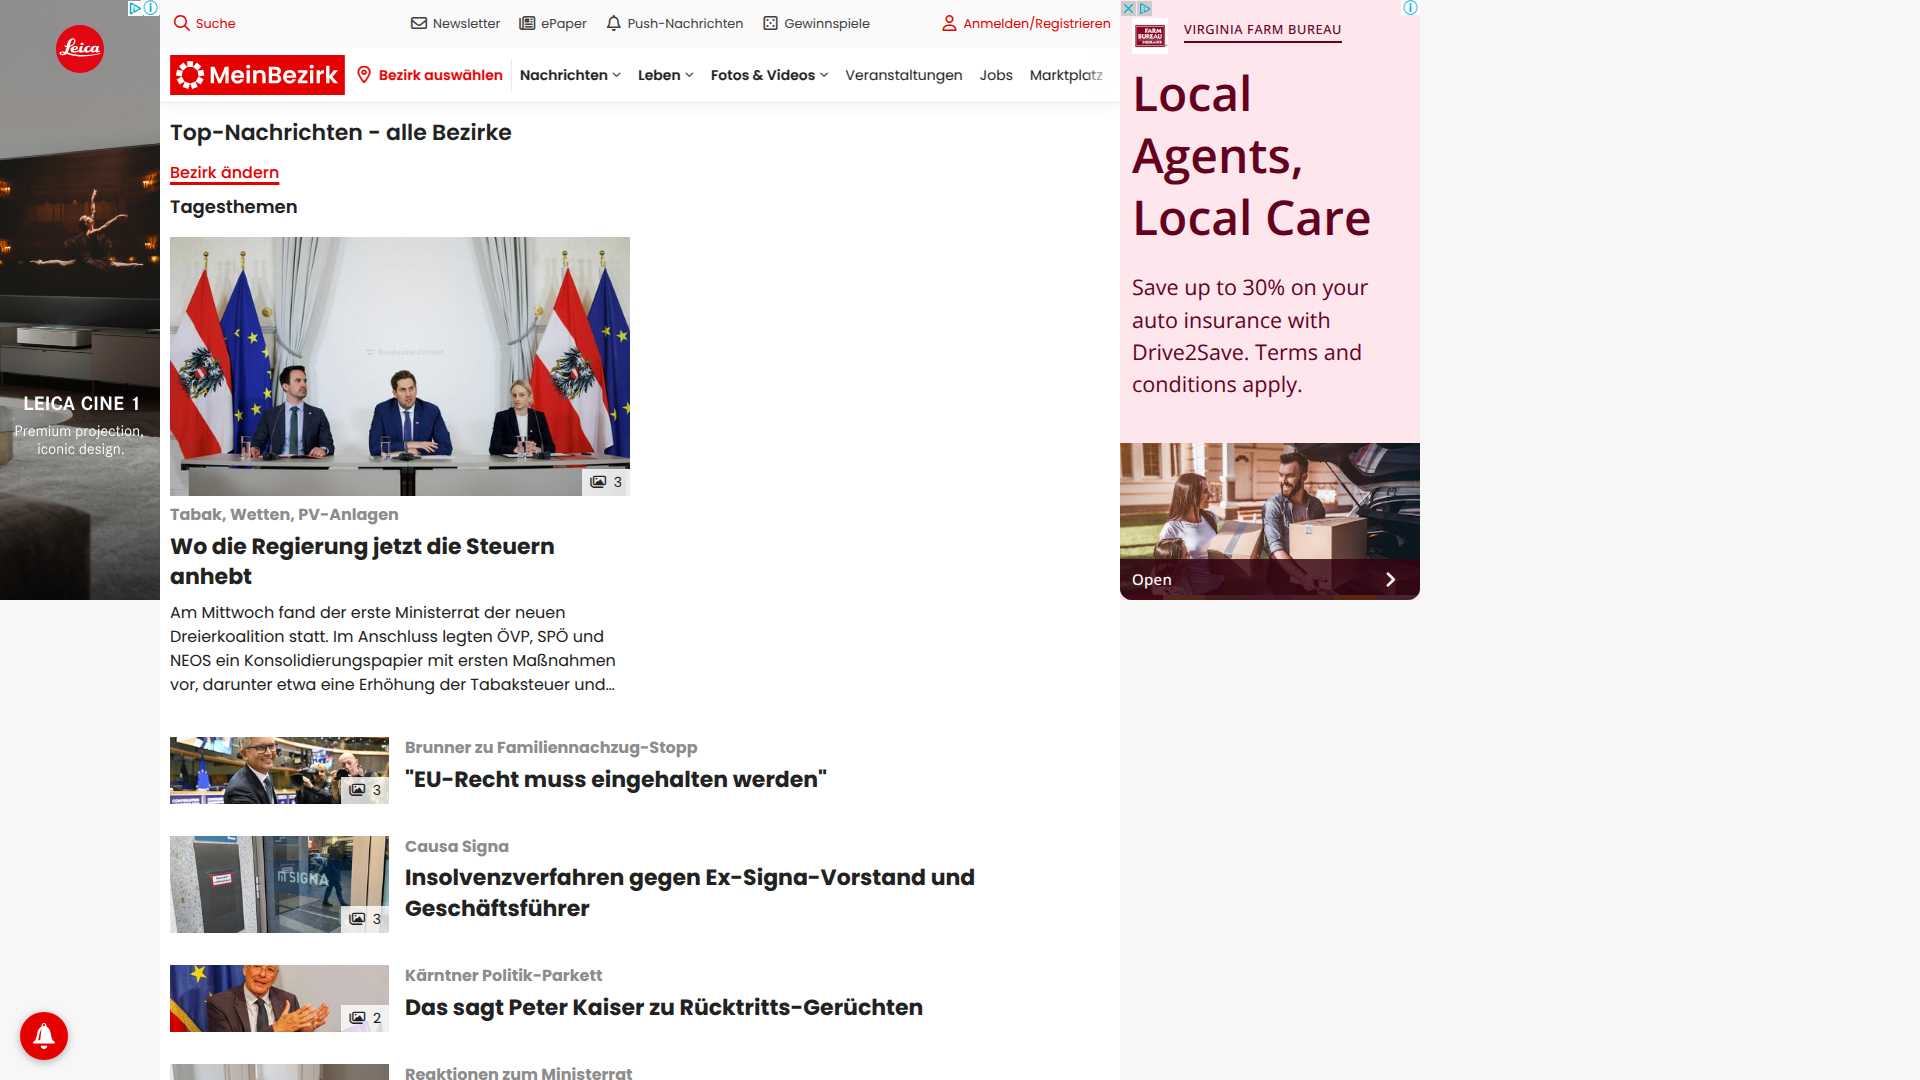 Leica
LEICA CINE 1
Premium projection,
iconic design.
Suche
Newsletter
ePaper
Push-Nachrichten
Gewinnspiele
Anmelden/Registrieren
MeinBezirk
Bezirk auswählen
Nachrichten
Leben
Fotos & Videos
Veranstaltungen
Jobs
Marktplatz
Top-Nachrichten - alle Bezirke
Bezirk ändern
Tagesthemen
3
Tabak, Wetten, PV-Anlagen
Wo die Regierung jetzt die Steuern
anhebt
Am Mittwoch fand der erste Ministerrat der neuen
Dreierkoalition statt. Im Anschluss legten ÖVP, SPÖ und
NEOS ein Konsolidierungspapier mit ersten Maßnahmen
vor, darunter etwa eine Erhöhung der Tabaksteuer und…
3
Brunner zu Familiennachzug-Stopp
"EU-Recht muss eingehalten werden"
SIGNA
3
Causa Signa
Insolvenzverfahren gegen Ex-Signa-Vorstand und
Geschäftsführer
2
Kärntner Politik-Parkett
Das sagt Peter Kaiser zu Rücktritts-Gerüchten
Reaktionen zum Ministerrat
FARM
BUREAU
VIRGINIA FARM BUREAU
Local
Agents,
Local Care
Save up to 30% on your
auto insurance with
Drive2Save. Terms and
conditions apply.
Open